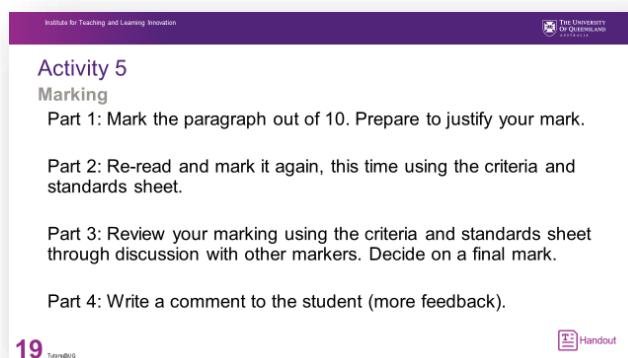 Institute for Teaching and Learning Innovation
THE UNIVERSITY
OF QUEENSLAND
AUSTRALIA
Activity 5
Marking
Part 1: Mark the paragraph out of 10. Prepare to justify your mark.
Part 2: Re-read and mark it again, this time using the criteria and
standards sheet.
Part 3: Review your marking using the criteria and standards sheet
through discussion with other markers. Decide on a final mark.
Part 4: Write a comment to the student (more feedback).
19
Tutors@UQ
Handout